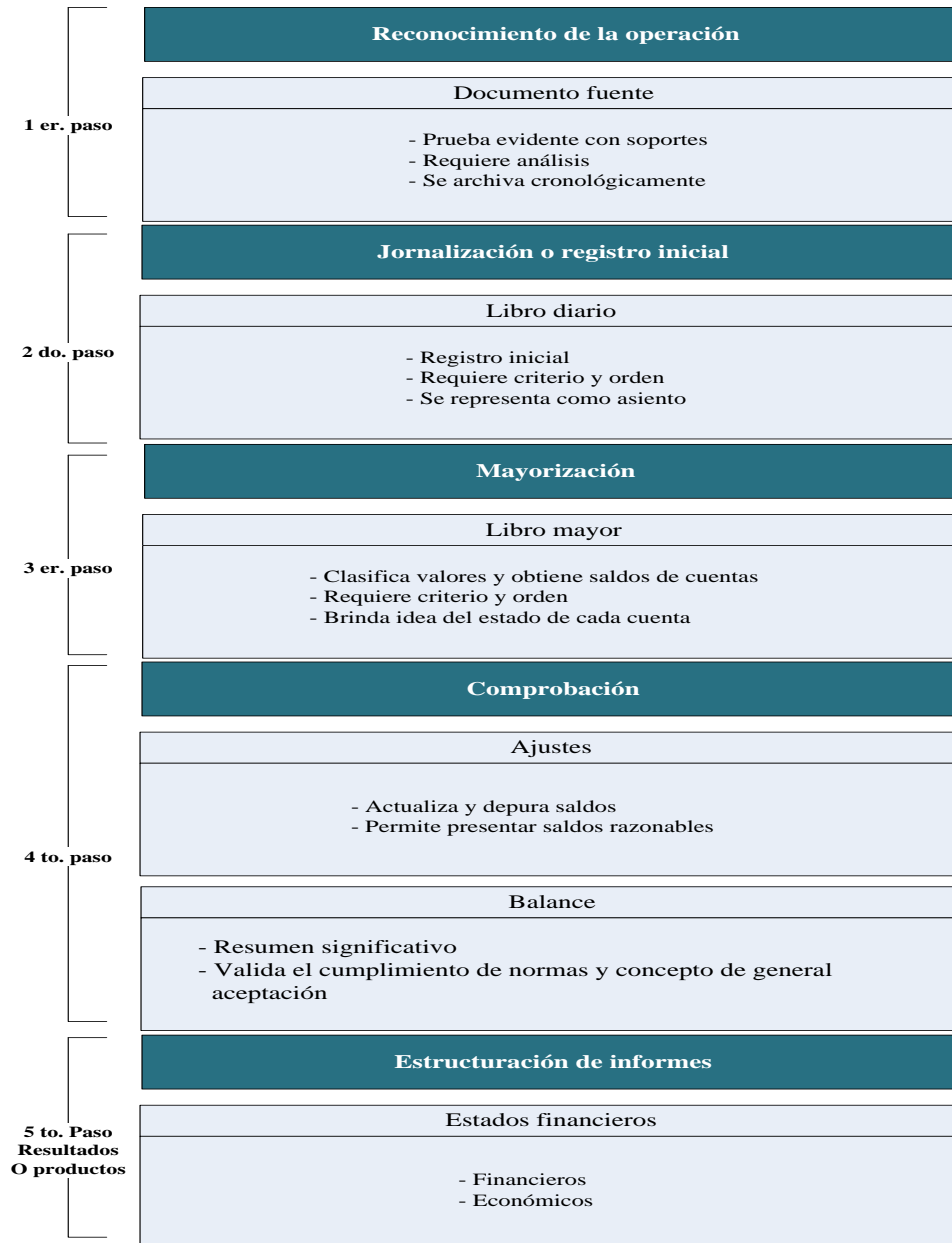 Reconocimiento de la operación
1 er. paso
Documento fuente
- Prueba evidente con soportes
- Requiere análisis
- Se archiva cronológicamente
Jornalización o registro inicial
2 do. paso
Libro diario
- Registro inicial
- Requiere criterio y orden
- Se representa como asiento
Mayorización
3 er. paso
Libro mayor
- Clasifica valores y obtiene saldos de cuentas
- Requiere criterio y orden
- Brinda idea del estado de cada cuenta
Comprobación
4 to. paso
Ajustes
- Actualiza y depura saldos
- Permite presentar saldos razonables
Balance
- Resumen significativo
- Valida el cumplimiento de normas y concepto de general
aceptación
Estructuración de informes
5 to. Paso
Resultados
O productos
Estados financieros
- Financieros
- Económicos